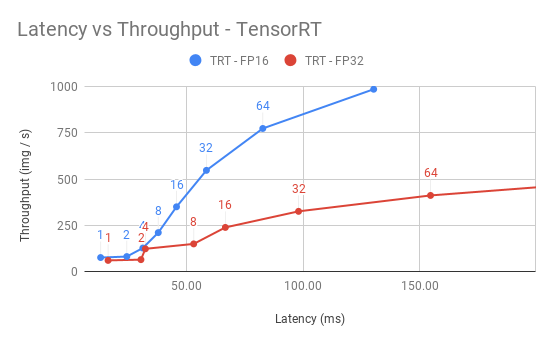 Latency vs Throughput - TensorRT
TRT - FP16 TRT - FP32
1000
750
500
250
0
Throughput (img / s)
64
32
64
16
32
16
8
8
4
4
1 1 2 2
50.00 100.00 150.00
Latency (ms)